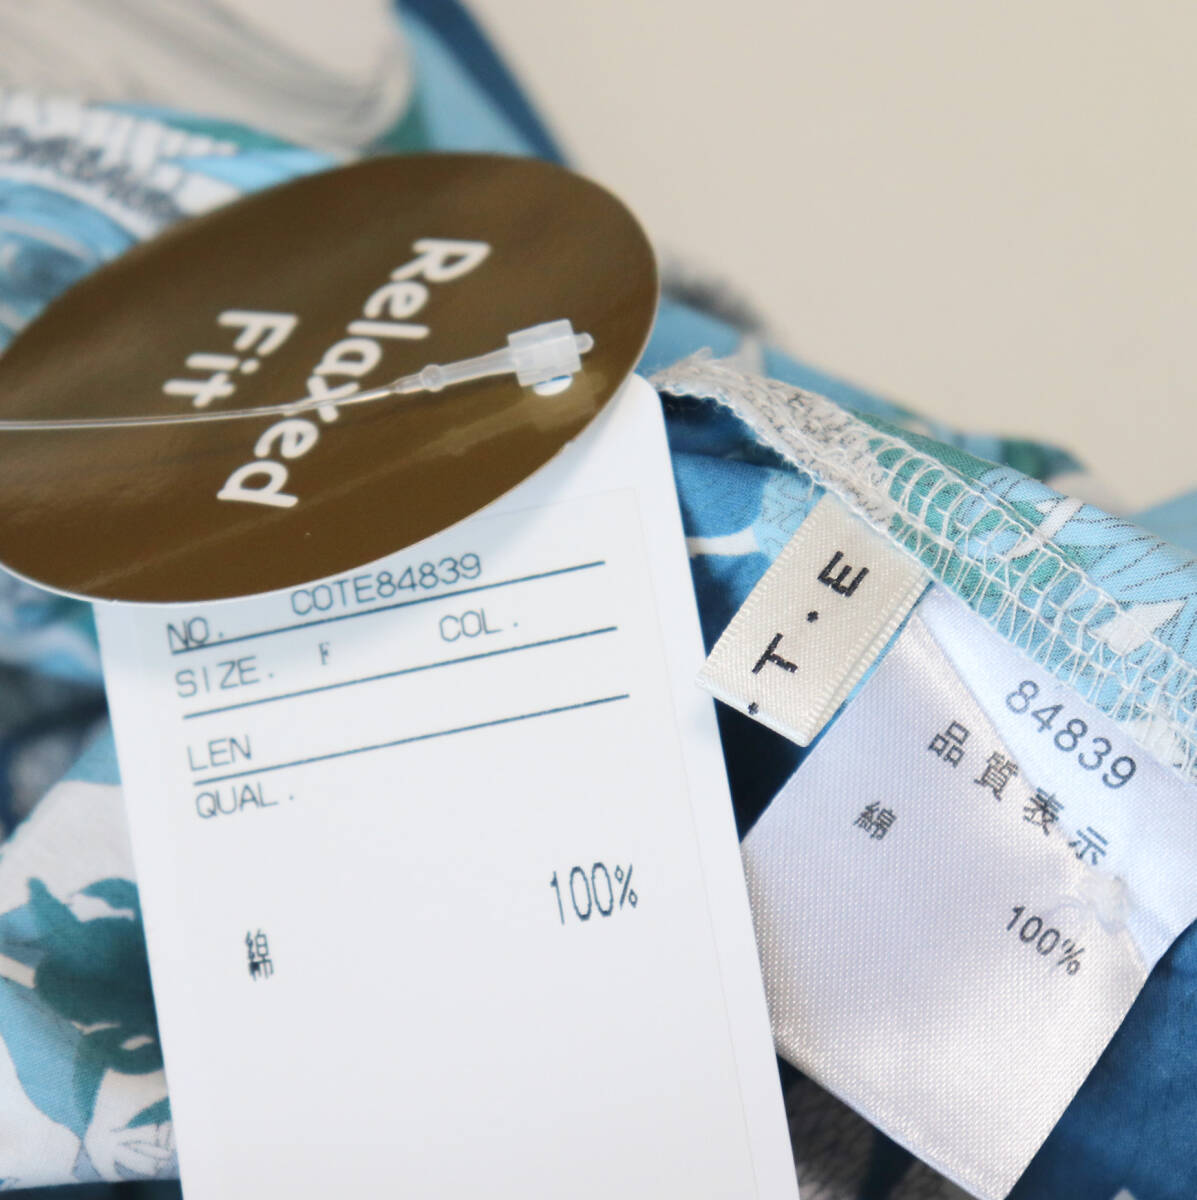 Relaxed
Fit
NO. COTE84839
SIZE. F COL.
LEN
QUAL.
綿 100%
.T.E
84839
品質表示
綿
100%